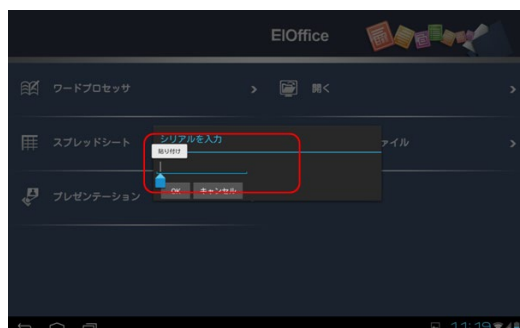 EIOffice
ワードプロセッサ
開く
スプレッドシート
ァイル
プレゼンテーション
シリアルを入力
貼り付け
OK キャンセル
11:19